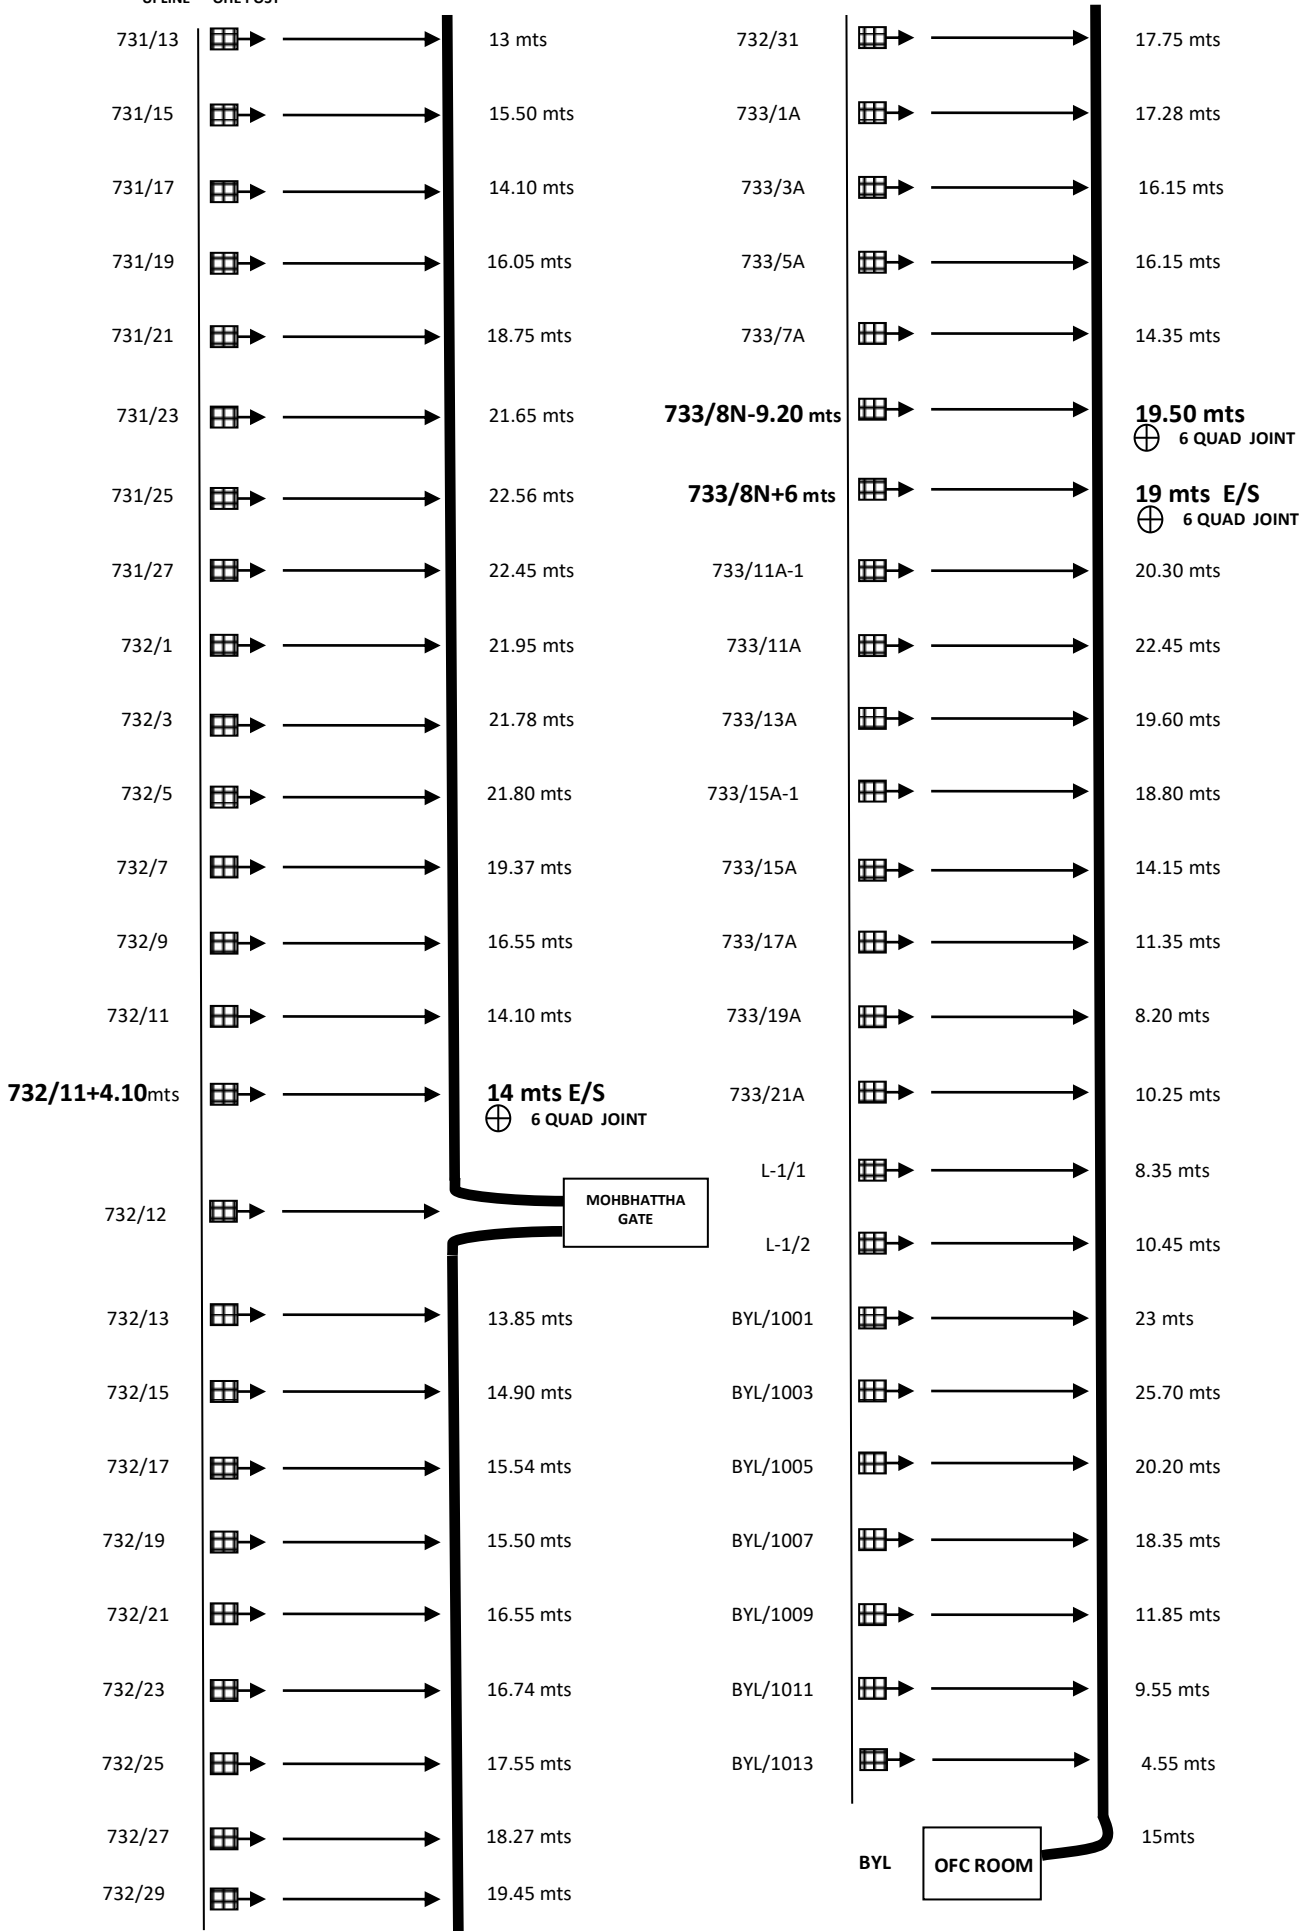 UPLINE OHE POST
731/13 13 mts
731/15 15.50 mts
731/17 14.10 mts
731/19 16.05 mts
731/21 18.75 mts
731/23 21.65 mts
731/25 22.56 mts
731/27 22.45 mts
732/1 21.95 mts
732/3 21.78 mts
732/5 21.80 mts
732/7 19.37 mts
732/9 16.55 mts
732/11 14.10 mts
732/11+4.10mts 14 mts E/S
6 QUAD JOINT
MOHBHATTHA
GATE
732/12
732/13 13.85 mts
732/15 14.90 mts
732/17 15.54 mts
732/19 15.50 mts
732/21 16.55 mts
732/23 16.74 mts
732/25 17.55 mts
732/27 18.27 mts
732/29 19.45 mts
732/31 17.75 mts
733/1A 17.28 mts
733/3A 16.15 mts
733/5A 16.15 mts
733/7A 14.35 mts
733/8N-9.20 mts 19.50 mts
6 QUAD JOINT
733/8N+6 mts 19 mts E/S
6 QUAD JOINT
733/11A-1 20.30 mts
733/11A 22.45 mts
733/13A 19.60 mts
733/15A-1 18.80 mts
733/15A 14.15 mts
733/17A 11.35 mts
733/19A 8.20 mts
733/21A 10.25 mts
L-1/1 8.35 mts
L-1/2 10.45 mts
BYL/1001 23 mts
BYL/1003 25.70 mts
BYL/1005 20.20 mts
BYL/1007 18.35 mts
BYL/1009 11.85 mts
BYL/1011 9.55 mts
BYL/1013 4.55 mts
15mts
BYL OFC ROOM